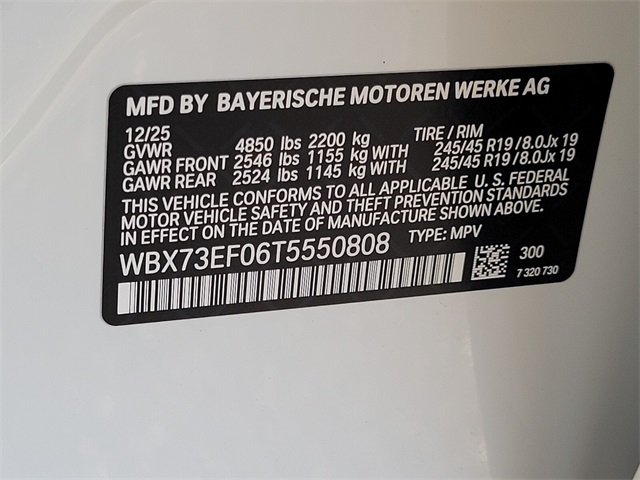 MFD BY BAYERISCHE MOTOREN WERKE AG
12/25 TIRE / RIM
GVWR 4850 lbs 2200 kg
GAWR FRONT 2546 lbs 1155 kg WITH 245/45 R19 / 8.0Jx 19
GAWR REAR 2524 lbs 1145 kg WITH 245/45 R19 / 8.0Jx 19
THIS VEHICLE CONFORMS TO ALL APPLICABLE U.S. FEDERAL
MOTOR VEHICLE SAFETY AND THEFT PREVENTION STANDARDS
IN EFFECT ON THE DATE OF MANUFACTURE SHOWN ABOVE.
WBX73EF06T5550808 TYPE: MPV
300
7 320 730